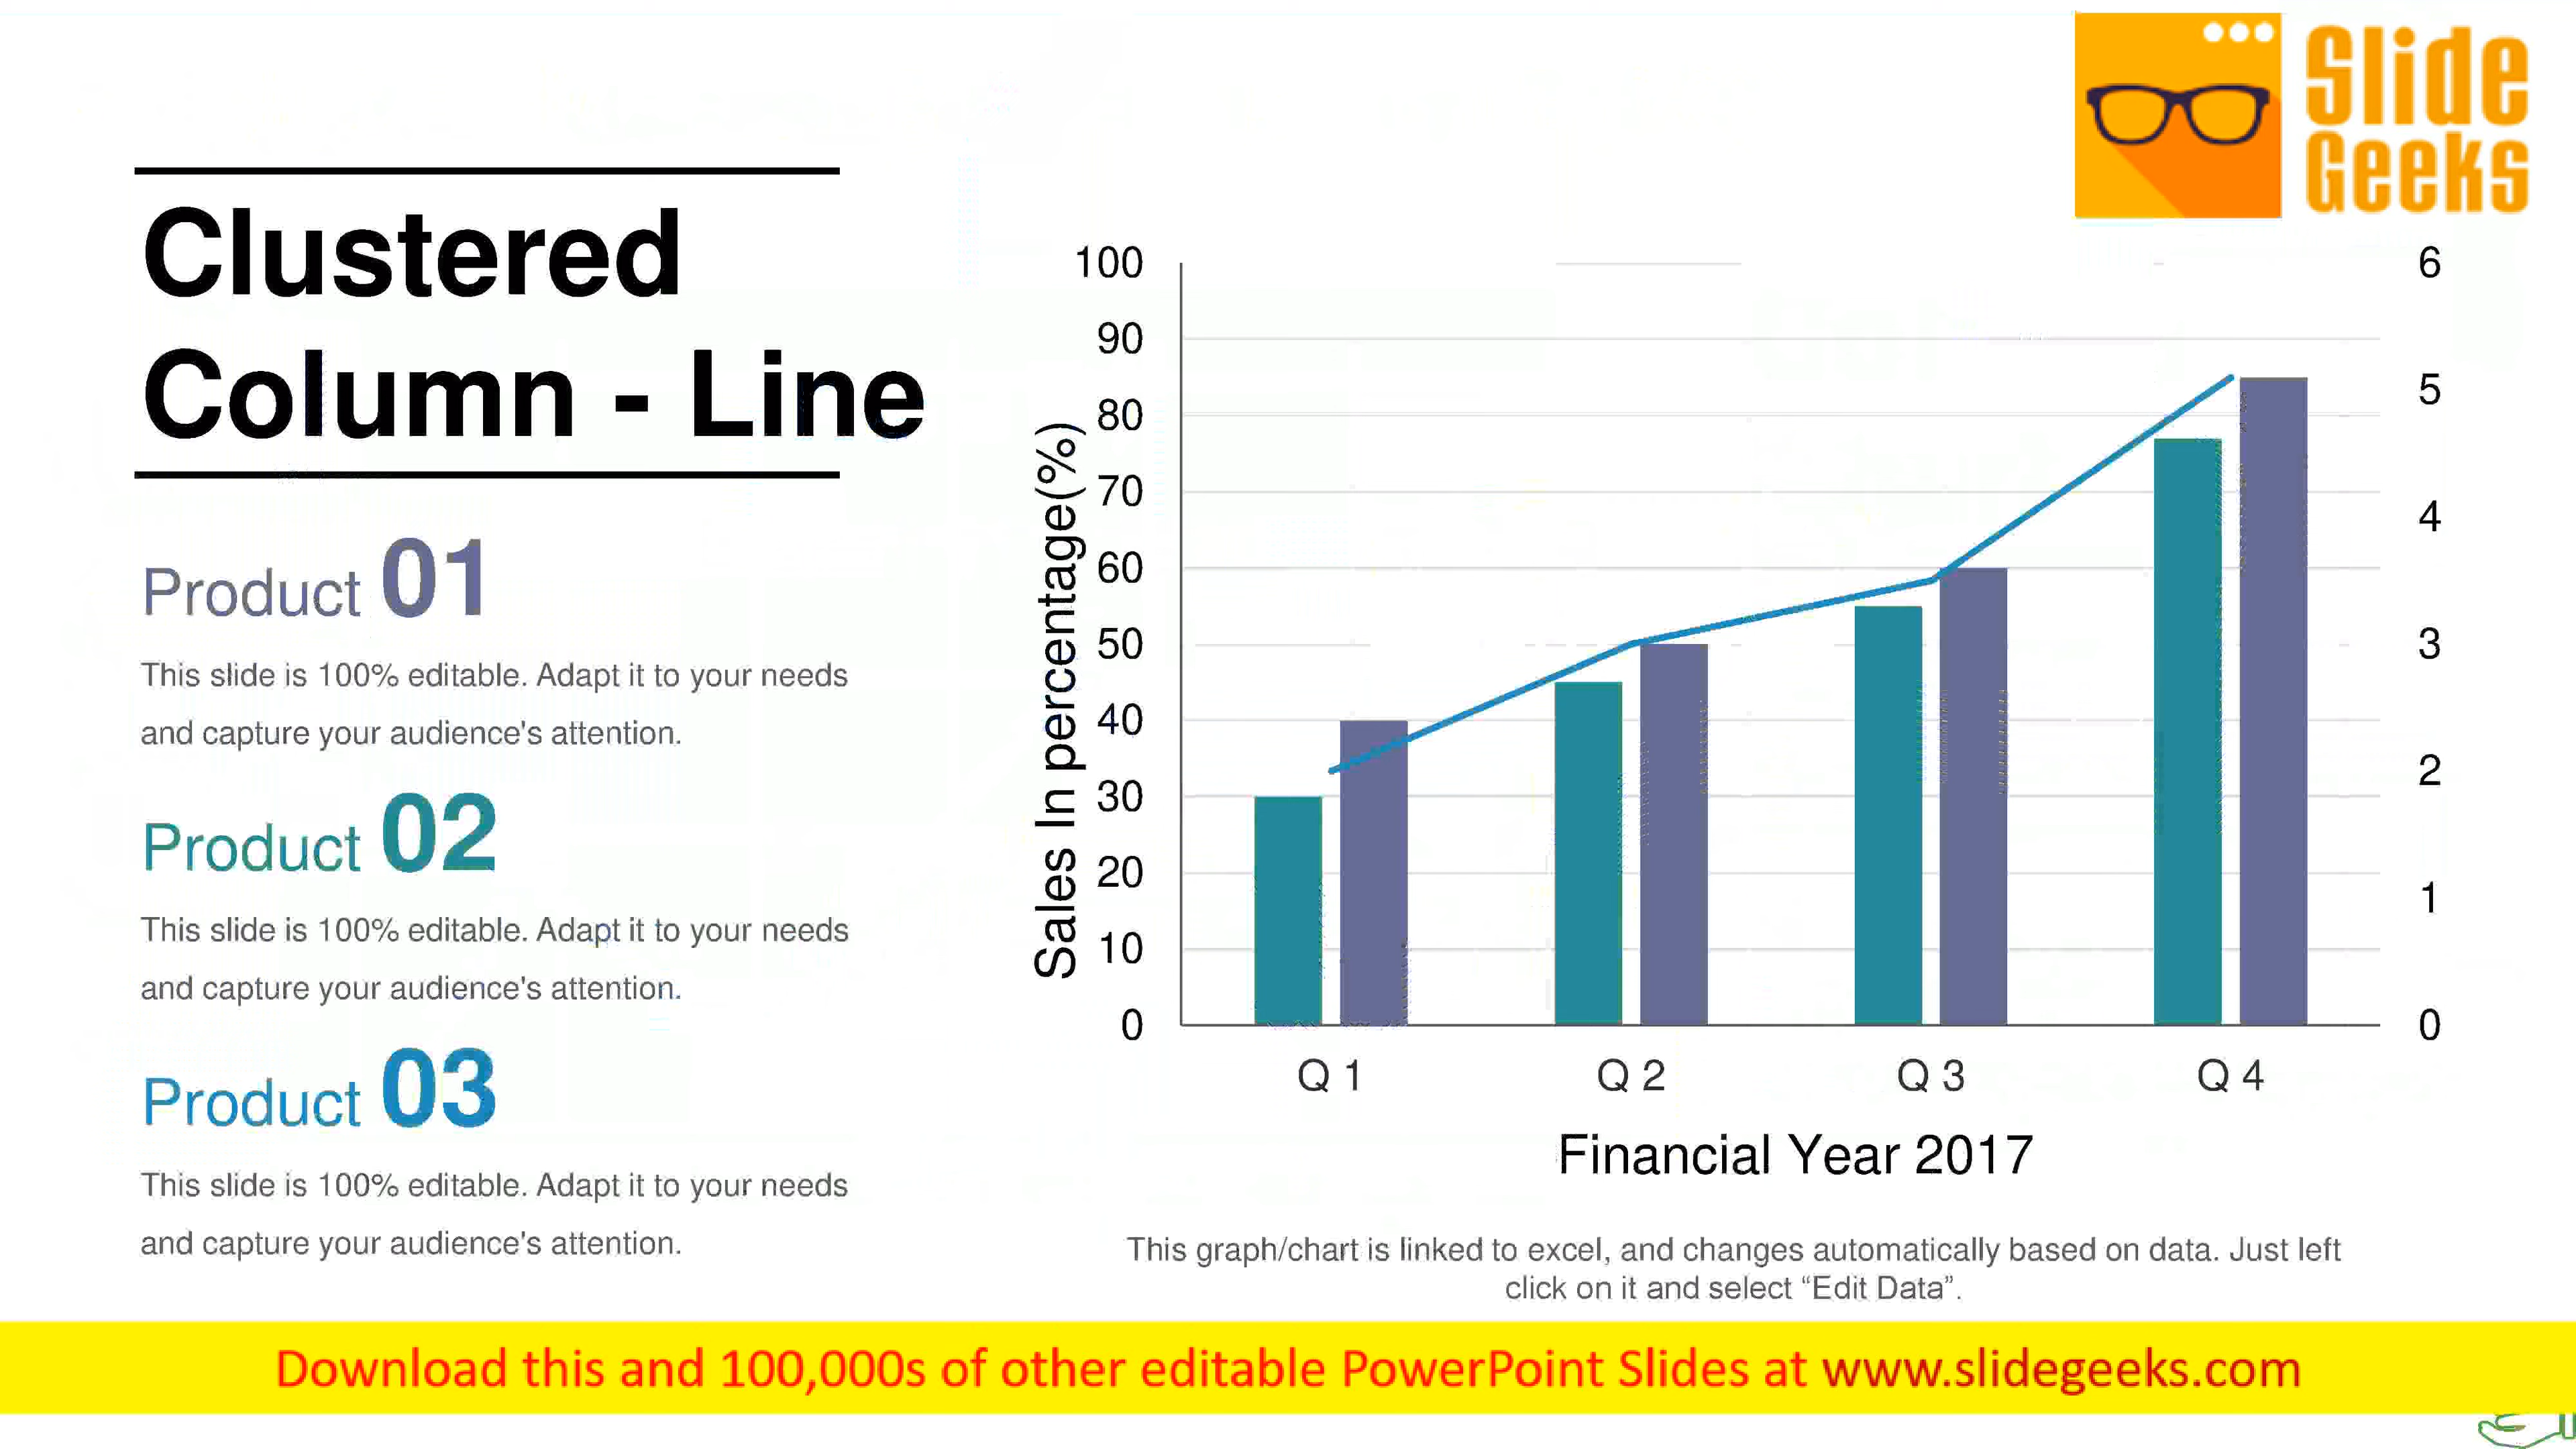 Slide
Geeks
Clustered
Column - Line
Product 01
This slide is 100% editable. Adapt it to your needs
and capture your audience's attention.
Product 02
This slide is 100% editable. Adapt it to your needs
and capture your audience's attention.
Product 03
This slide is 100% editable. Adapt it to your needs
and capture your audience's attention.
Sales In percentage(%)
100
90
80
70
60
50
40
30
20
10
0
6
5
4
3
2
1
0
Q 1 Q 2 Q 3 Q 4
Financial Year 2017
This graph/chart is linked to excel, and changes automatically based on data. Just left
click on it and select “Edit Data”.
Download this and 100,000s of other editable PowerPoint Slides at www.slidegeeks.com